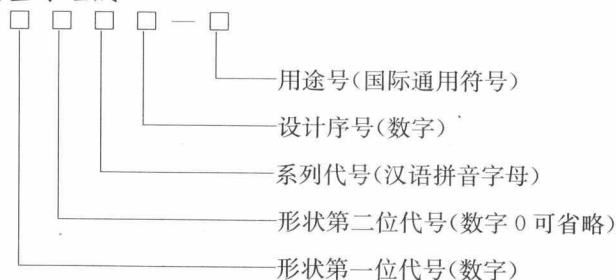 □ □ □ □ — □
用途号(国际通用符号)
设计序号(数字)
系列代号(汉语拼音字母)
形状第二位代号(数字 0 可省略)
形状第一位代号(数字)